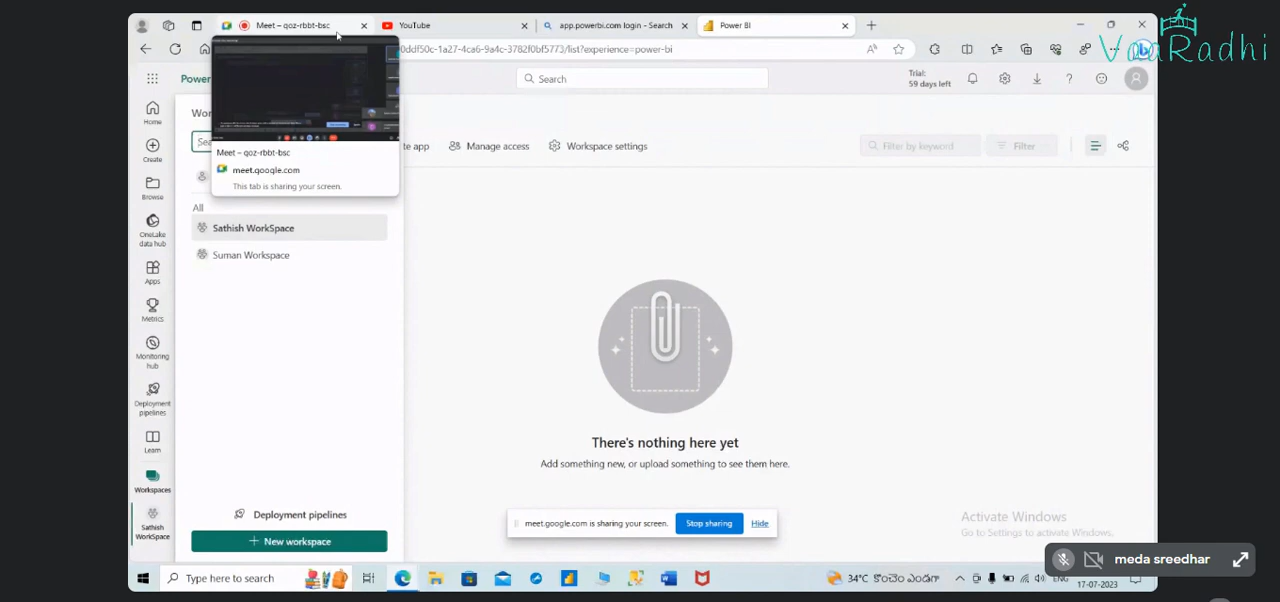 Meet – qoz-rbbt-bsc
YouTube
app.powerbi.com login - Search
Power BI
0ddf50c-1a27-4ca6-9a4c-3782f0bf5773/list?experience=power-bi
VaaRadhi
Power
Search
Trial:
59 days left
Home
Create
Browse
OneLake
data hub
Apps
Metrics
Monitoring
hub
Deployment
pipelines
Learn
Workspaces
Sathish
WorkSpace
Wor
Sea
te app
Manage access
Workspace settings
Filter by keyword
Filter
Meet – qoz-rbbt-bsc
meet.google.com
This tab is sharing your screen.
All
Sathish WorkSpace
Suman Workspace
There's nothing here yet
Add something new, or upload something to see them here.
Deployment pipelines
+ New workspace
meet.google.com is sharing your screen.
Stop sharing
Hide
Activate Windows
Go to Settings to activate Windows.
meda sreedhar
Type here to search
34°C కొంచెం ఎండగా
ENG
17-07-2023